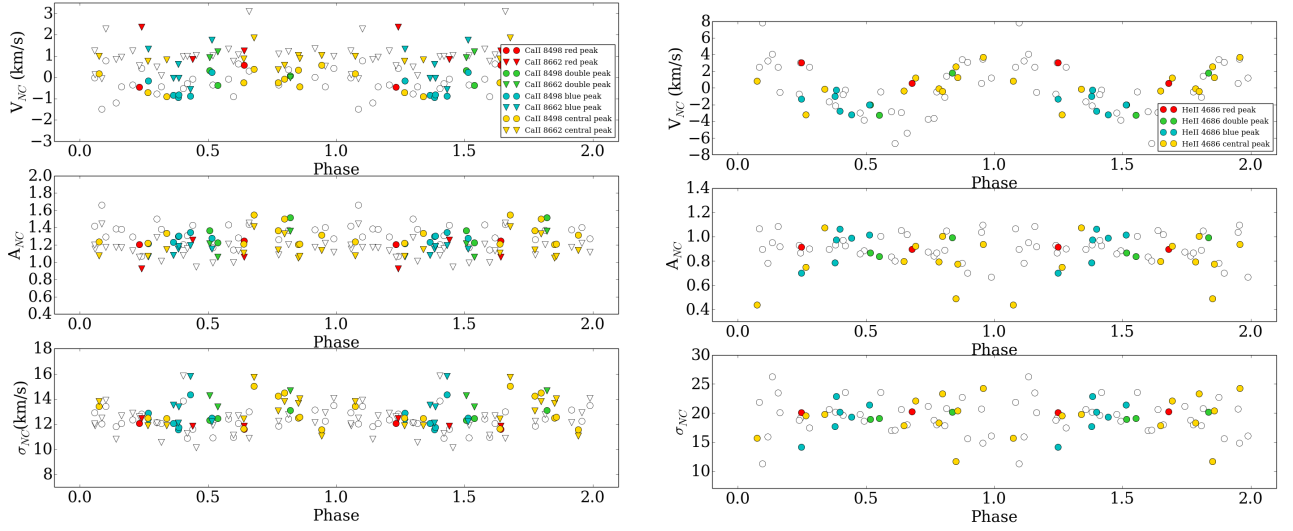 V_NC (km/s)
3
2
1
0
−1
−2
−3
0.0 0.5 1.0 1.5 2.0
Phase
CaII 8498 red peak
CaII 8662 red peak
CaII 8498 double peak
CaII 8662 double peak
CaII 8498 blue peak
CaII 8662 blue peak
CaII 8498 central peak
CaII 8662 central peak
A_NC
2.0
1.8
1.6
1.4
1.2
1.0
0.8
0.6
0.4
0.0 0.5 1.0 1.5 2.0
Phase
σ_NC(km/s)
18
16
14
12
10
8
0.0 0.5 1.0 1.5 2.0
Phase
V_NC (km/s)
8
6
4
2
0
−2
−4
−6
−8
0.0 0.5 1.0 1.5 2.0
Phase
HeII 4686 red peak
HeII 4686 double peak
HeII 4686 blue peak
HeII 4686 central peak
A_NC
1.4
1.2
1.0
0.8
0.6
0.4
0.0 0.5 1.0 1.5 2.0
Phase
σ_NC
30
25
20
15
10
0.0 0.5 1.0 1.5 2.0
Phase